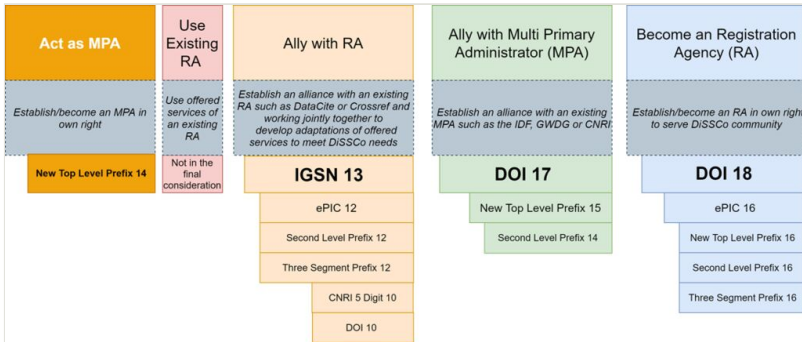 Act as MPA
Establish/become an MPA in
own right
New Top Level Prefix 14
Use
Existing
RA
Use offered
services of
an existing
RA
Not in the
final
consideration
Ally with RA
Establish an alliance with an existing
RA such as DataCite or Crossref and
working jointly together to
develop adaptations of offered
services to meet DiSSCo needs
IGSN 13
ePIC 12
Second Level Prefix 12
Three Segment Prefix 12
CNRI 5 Digit 10
DOI 10
Ally with Multi Primary
Administrator (MPA)
Establish an alliance with an existing
MPA such as the IDF, GWDG or CNRI
DOI 17
New Top Level Prefix 15
Second Level Prefix 14
Become an Registration
Agency (RA)
Establish/become an RA in own right
to serve DiSSCo community
DOI 18
ePIC 16
New Top Level Prefix 16
Second Level Prefix 16
Three Segment Prefix 16